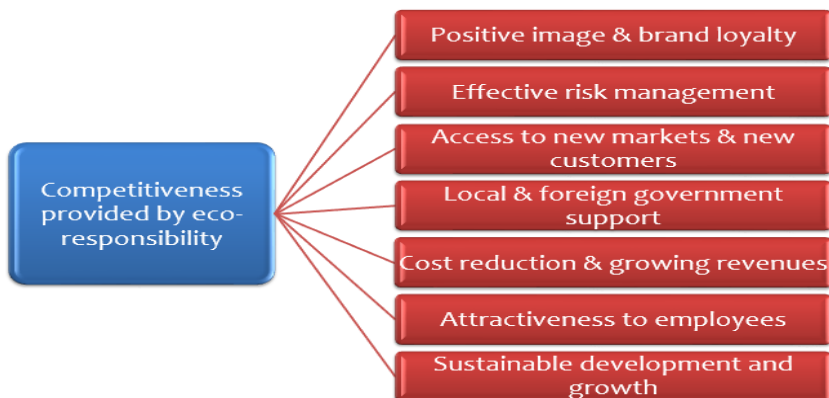 Positive image & brand loyalty
Effective risk management
Access to new markets & new
customers
Competitiveness
provided by eco-
responsibility
Local & foreign government
support
Cost reduction & growing revenues
Attractiveness to employees
Sustainable development and
growth